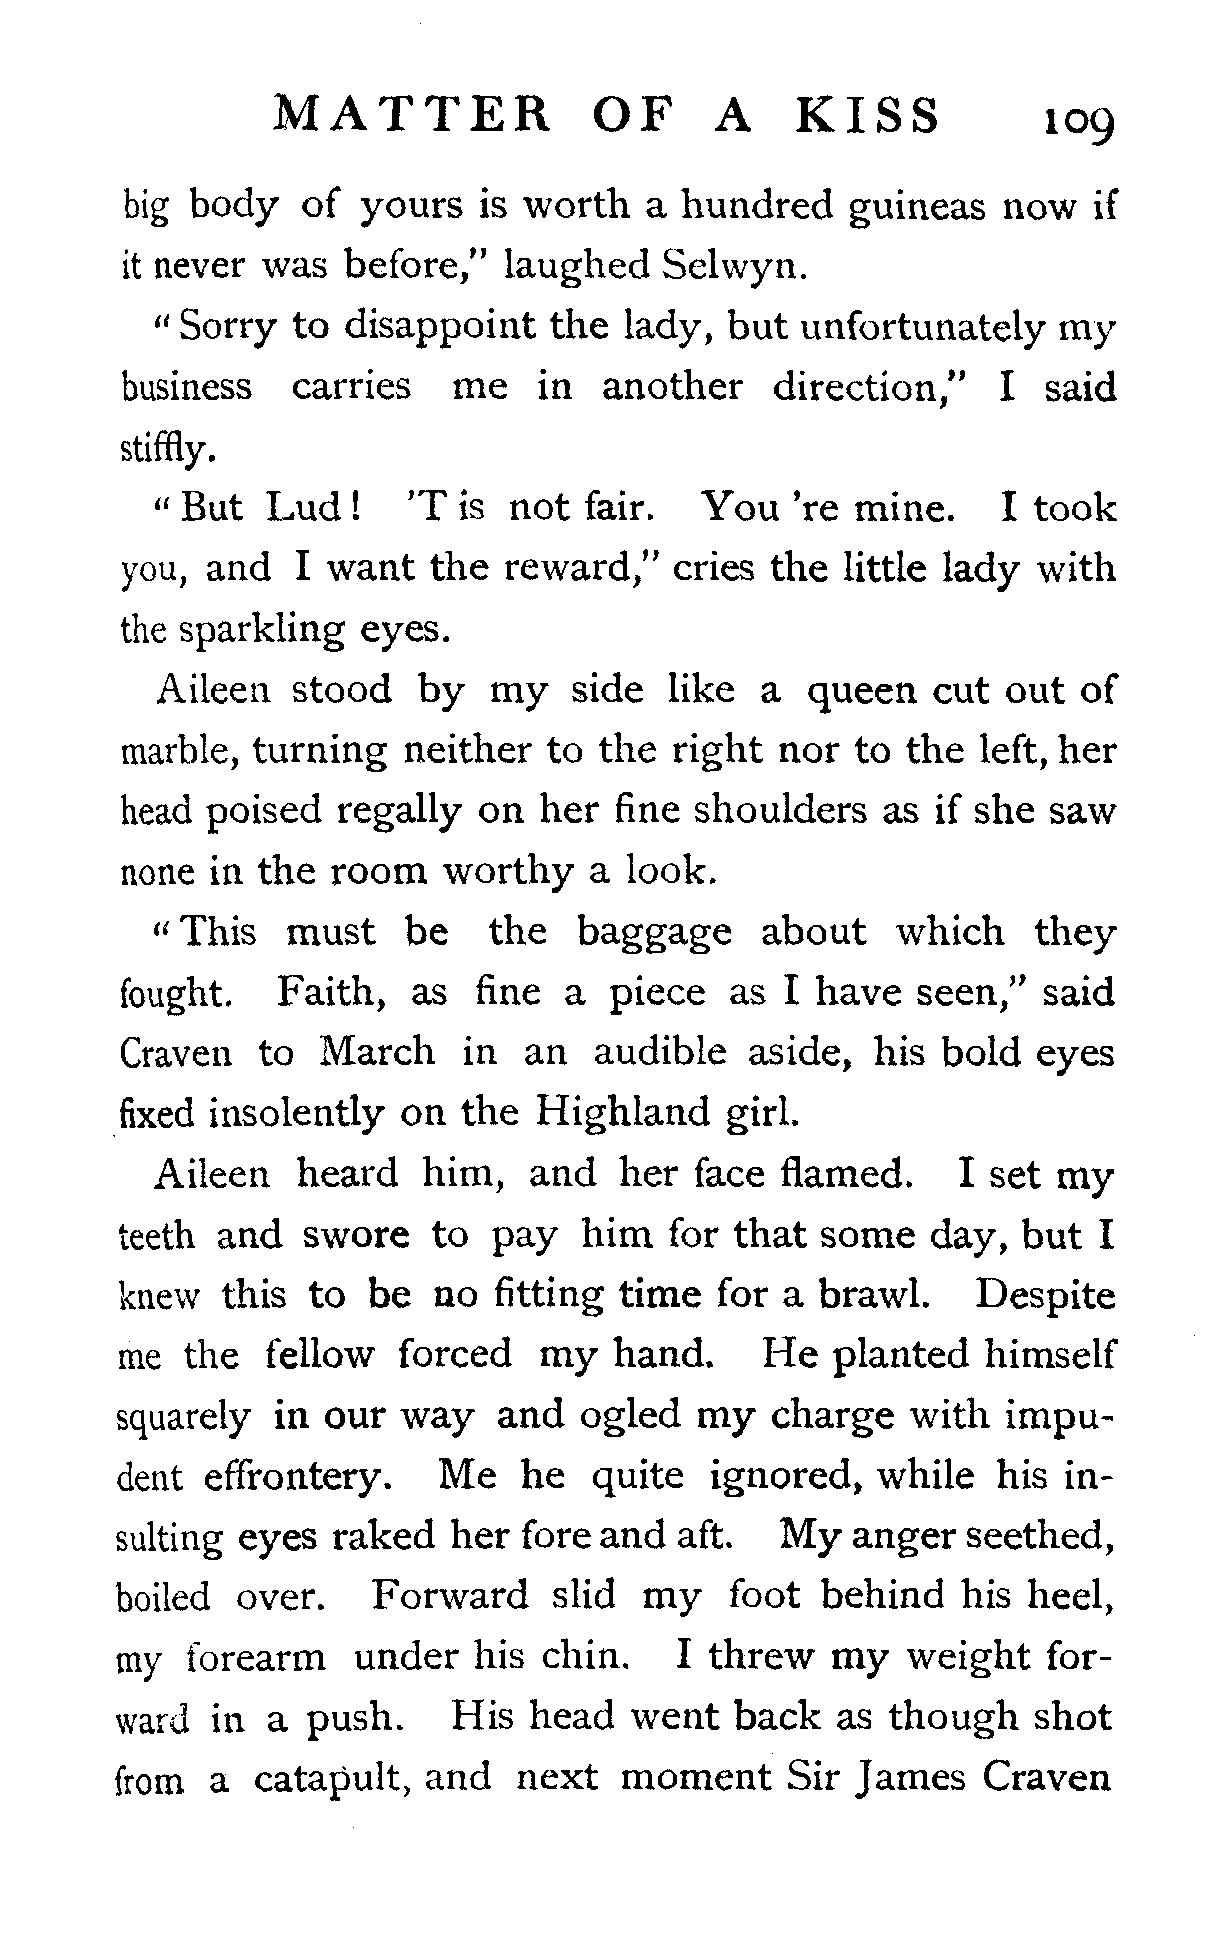 MATTER OF A KISS 109
big body of yours is worth a hundred guineas now if
it never was before," laughed Selwyn.
"Sorry to disappoint the lady, but unfortunately my
business carries me in another direction," I said
stiffly.
"But Lud! 'T is not fair. You 're mine. I took
you, and I want the reward," cries the little lady with
the sparkling eyes.
Aileen stood by my side like a queen cut out of
marble, turning neither to the right nor to the left, her
head poised regally on her fine shoulders as if she saw
none in the room worthy a look.
"This must be the baggage about which they
fought. Faith, as fine a piece as I have seen," said
Craven to March in an audible aside, his bold eyes
fixed insolently on the Highland girl.
Aileen heard him, and her face flamed. I set my
teeth and swore to pay him for that some day, but I
knew this to be no fitting time for a brawl. Despite
me the fellow forced my hand. He planted himself
squarely in our way and ogled my charge with impu-
dent effrontery. Me he quite ignored, while his in-
sulting eyes raked her fore and aft. My anger seethed,
boiled over. Forward slid my foot behind his heel,
my forearm under his chin. I threw my weight for-
ward in a push. His head went back as though shot
from a catapult, and next moment Sir James Craven